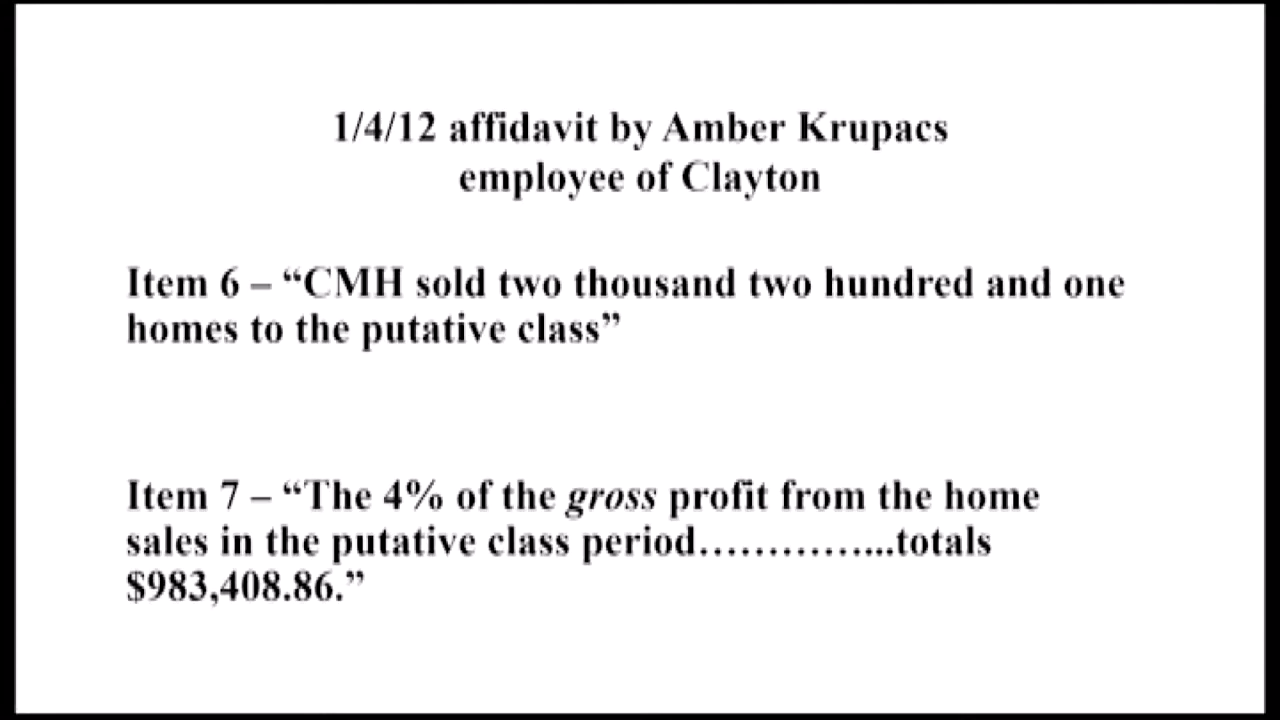 1/4/12 affidavit by Amber Krupacs
employee of Clayton
Item 6 – “CMH sold two thousand two hundred and one
homes to the putative class”
Item 7 – “The 4% of the gross profit from the home
sales in the putative class period……………..totals
$983,408.86.”